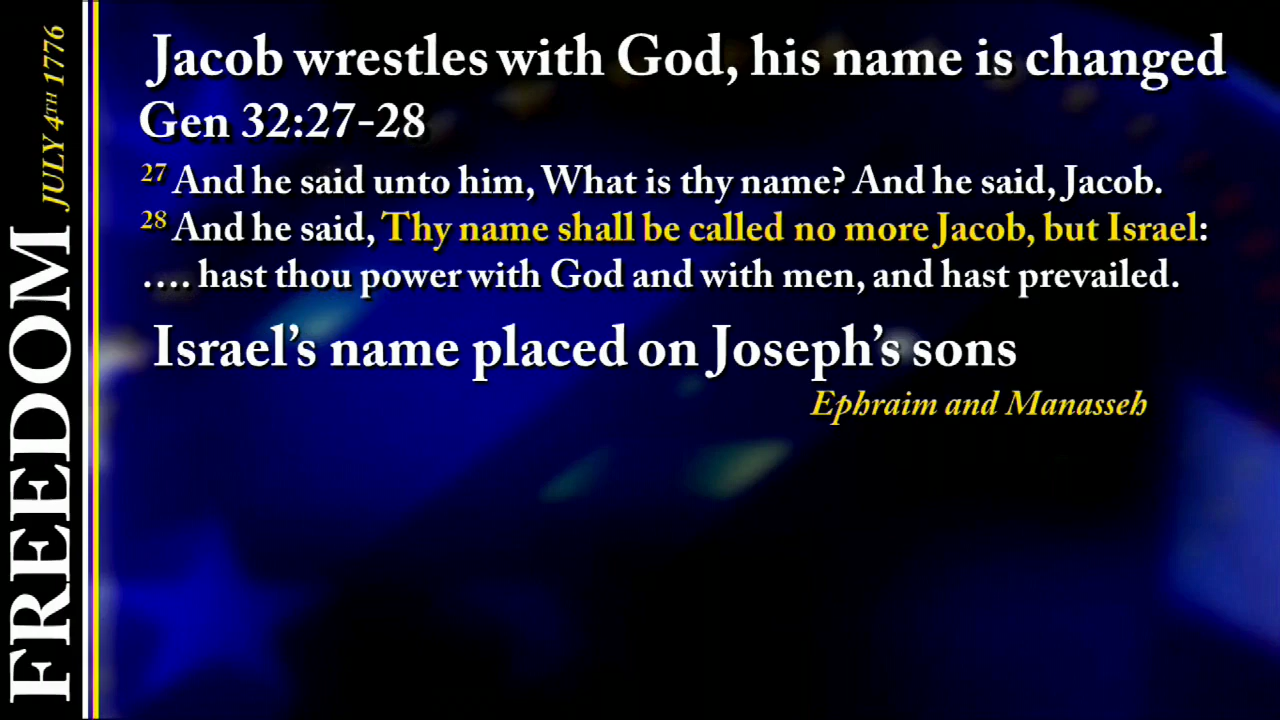 FREEDOM JULY 4TH 1776
Jacob wrestles with God, his name is changed
Gen 32:27-28
27 And he said unto him, What is thy name? And he said, Jacob.
28 And he said, Thy name shall be called no more Jacob, but Israel:
.... hast thou power with God and with men, and hast prevailed.
Israel’s name placed on Joseph’s sons
Ephraim and Manasseh